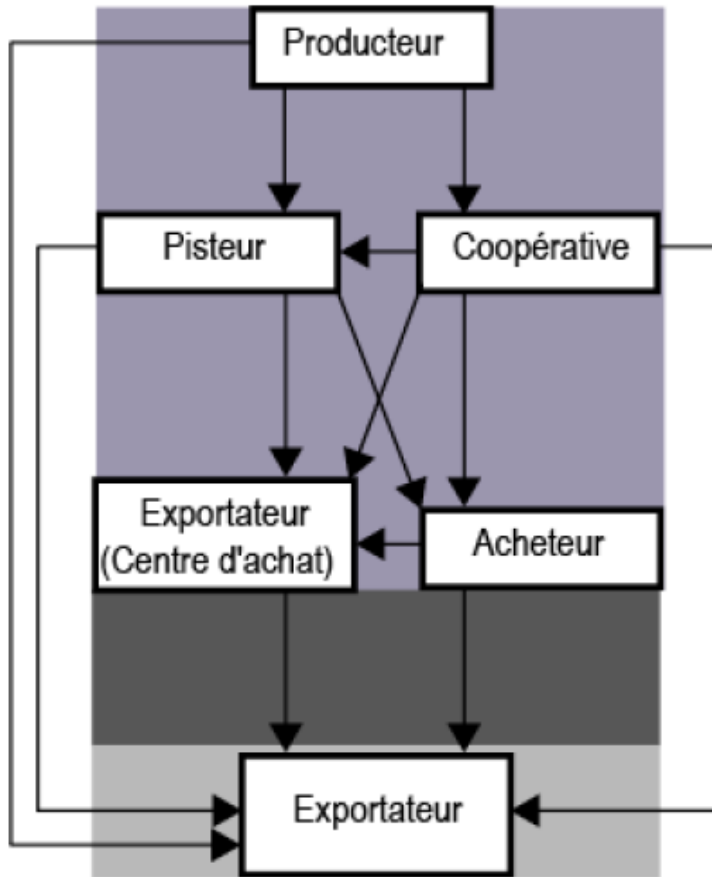 Producteur
Pisteur
Coopérative
Exportateur
(Centre d'achat)
Acheteur
Exportateur